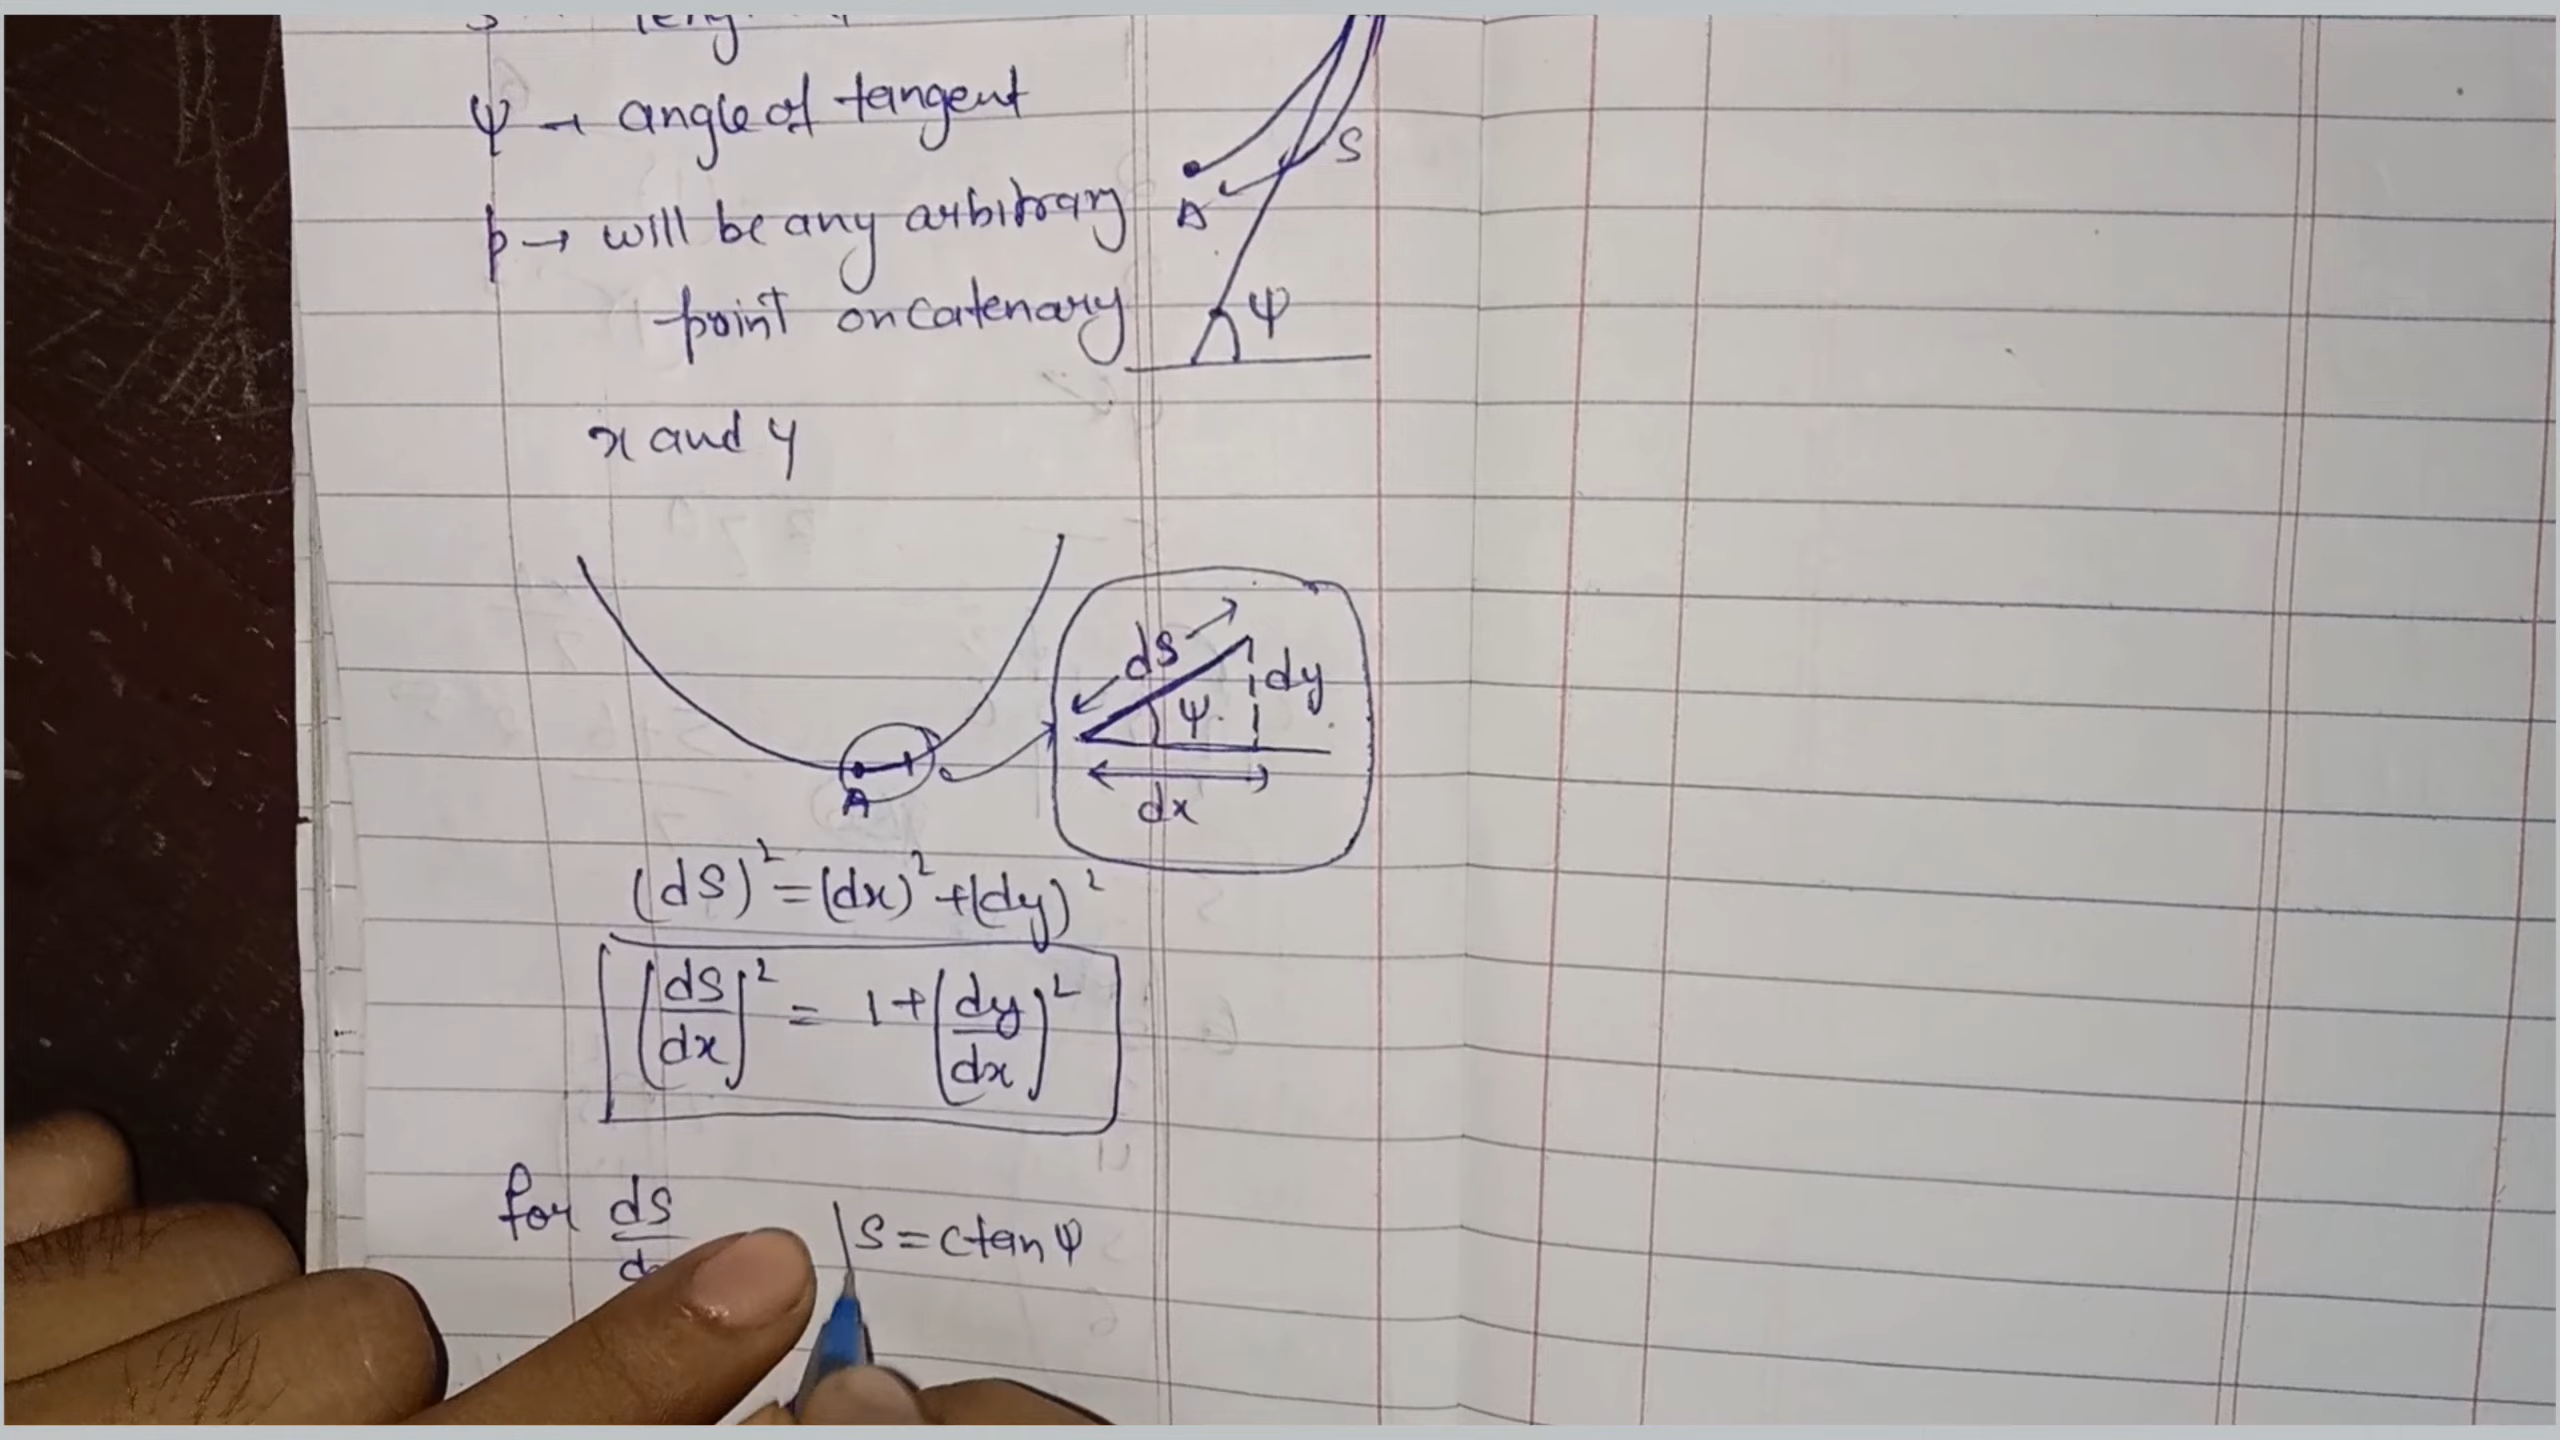 ψ → angle of tangent
p → will be any arbitrary
point on catenary
S
A
ψ
x and y
ds
dy
ψ
dx
A
(ds)² = (dx)² + (dy)²
(ds/dx)² = 1 + (dy/dx)²
for ds S = c tan ψ